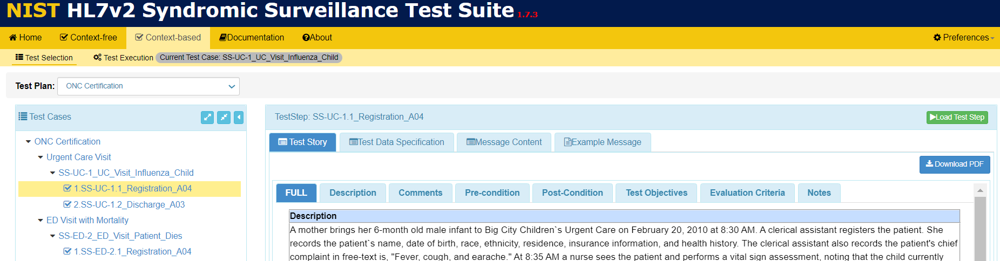 NIST HL7v2 Syndromic Surveillance Test Suite 1.7.3
Home Context-free Context-based Documentation About Preferences
Test Selection Test Execution Current Test Case: SS-UC-1_UC_Visit_Influenza_Child
Test Plan: ONC Certification
Test Cases
ONC Certification
Urgent Care Visit
SS-UC-1_UC_Visit_Influenza_Child
1.SS-UC-1.1_Registration_A04
2.SS-UC-1.2_Discharge_A03
ED Visit with Mortality
SS-ED-2_ED_Visit_Patient_Dies
1.SS-ED-2.1_Registration_A04
TestStep: SS-UC-1.1_Registration_A04 Load Test Step
Test Story Test Data Specification Message Content Example Message
Download PDF
FULL Description Comments Pre-condition Post-Condition Test Objectives Evaluation Criteria Notes
Description
A mother brings her 6-month old male infant to Big City Children`s Urgent Care on February 20, 2010 at 8:30 AM. A clerical assistant registers the patient. She
records the patient`s name, date of birth, race, ethnicity, residence, insurance information, and health history. The clerical assistant also records the patient's chief
complaint in free-text is, "Fever, cough, and earache." At 8:35 AM a nurse sees the patient and performs a vital sign assessment, noting that the child currently